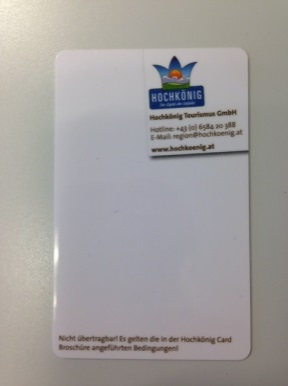 HOCHKÖNIG
Hochkönig Tourismus GmbH
Hotline: +43 (0) 6584 20 388
E-Mail: region@hochkoenig.at
www.hochkoenig.at
Nicht übertragbar! Es gelten die in der Hochkönig Card
Broschüre angeführten Bedingungen!